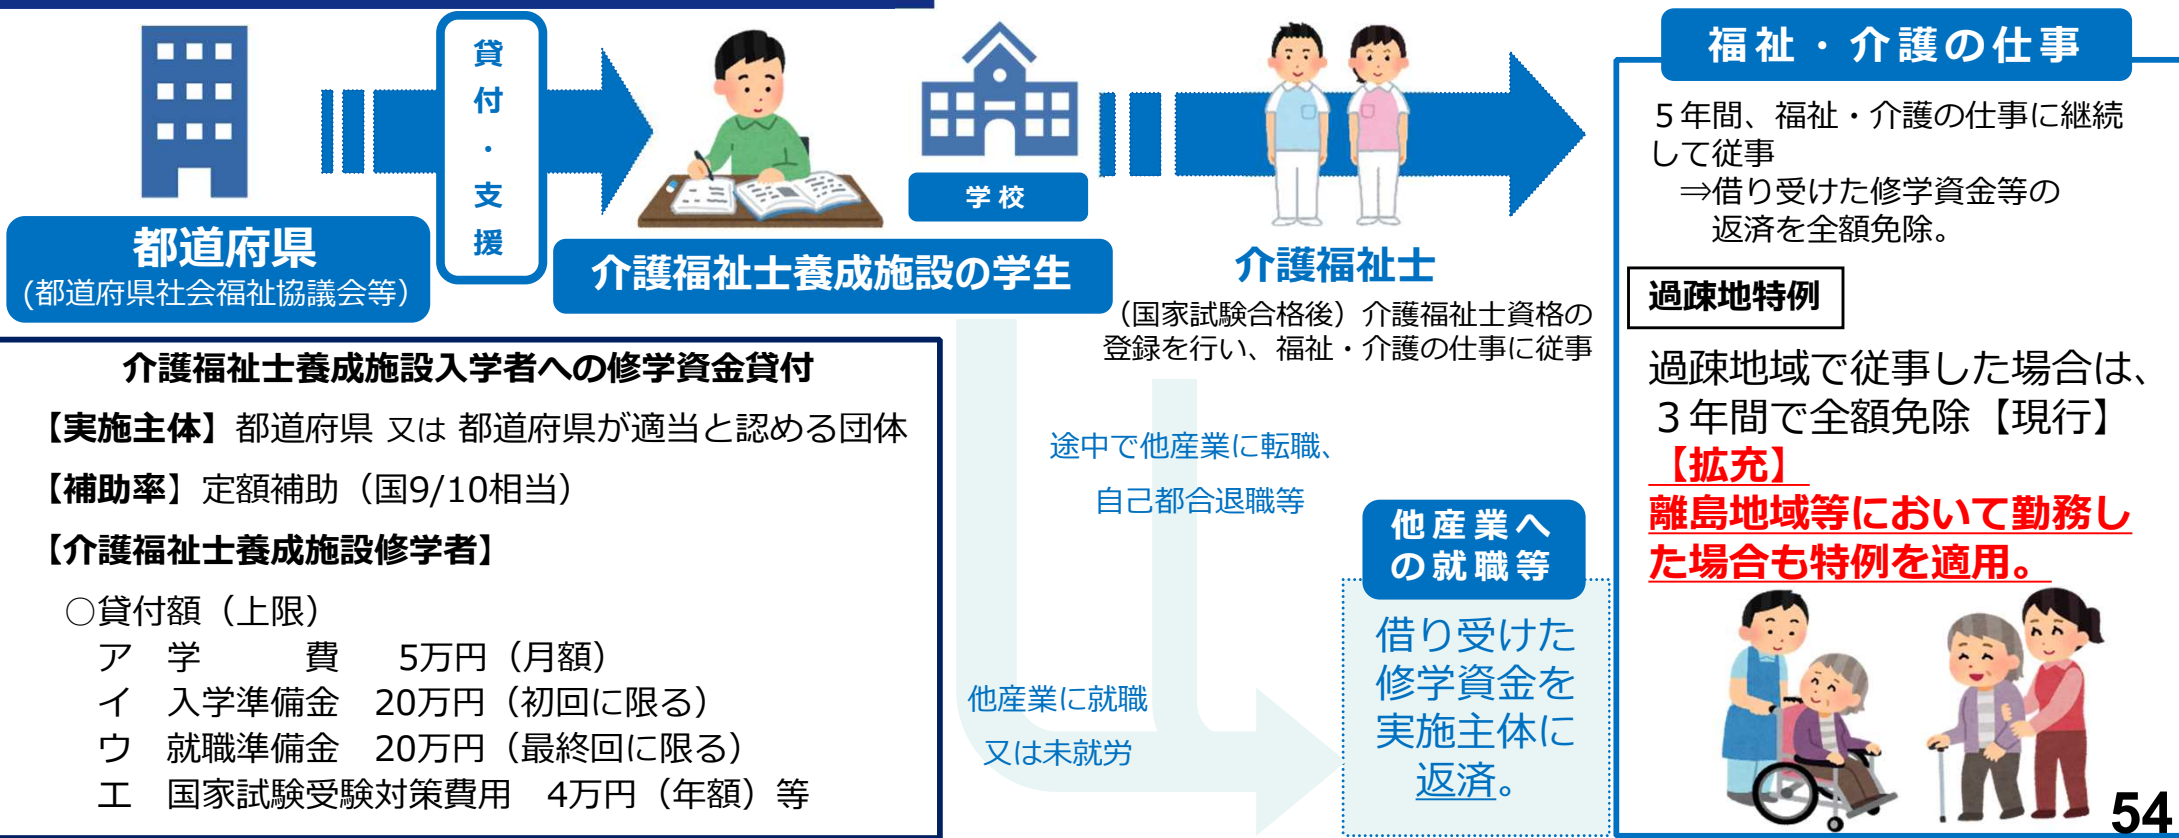 貸付・支援
都道府県
(都道府県社会福祉協議会等)
介護福祉士養成施設の学生
学校
介護福祉士
（国家試験合格後）介護福祉士資格の
登録を行い、福祉・介護の仕事に従事
福祉・介護の仕事
５年間、福祉・介護の仕事に継続
して従事
⇒借り受けた修学資金等の
返済を全額免除。
過疎地特例
過疎地域で従事した場合は、
３年間で全額免除【現行】
【拡充】
離島地域等において勤務し
た場合も特例を適用。
介護福祉士養成施設入学者への修学資金貸付
【実施主体】都道府県 又は 都道府県が適当と認める団体
【補助率】定額補助（国9/10相当）
【介護福祉士養成施設修学者】
○貸付額（上限）
ア　学　　　費　5万円（月額）
イ　入学準備金　20万円（初回に限る）
ウ　就職準備金　20万円（最終回に限る）
エ　国家試験受験対策費用　4万円（年額）等
途中で他産業に転職、
自己都合退職等
他産業に就職
又は未就労
他産業へ
の就職等
借り受けた
修学資金を
実施主体に
返済。
54